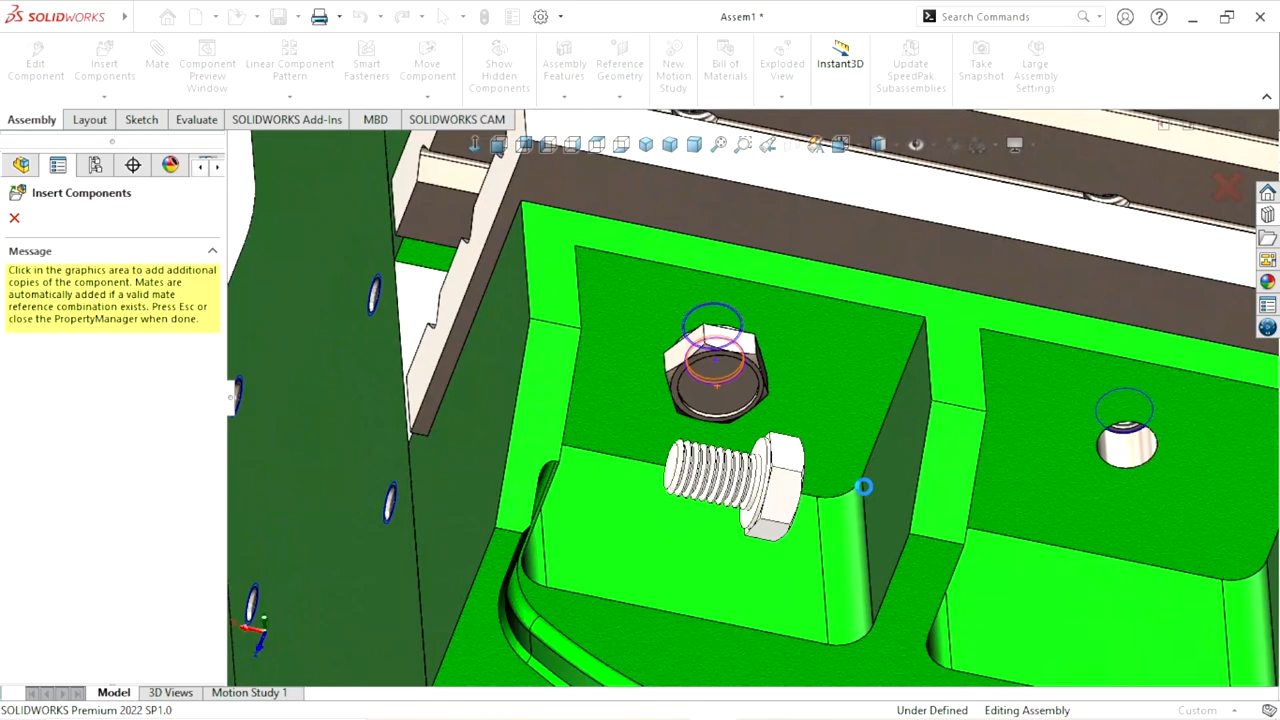 SOLIDWORKS
Assem1 *
Search Commands
Edit
Component
Insert
Components
Mate
Component
Preview
Window
Linear Component
Pattern
Smart
Fasteners
Move
Component
Show
Hidden
Components
Assembly
Features
Reference
Geometry
New
Motion
Study
Bill of
Materials
Exploded
View
Instant3D
Update
SpeedPak
Subassemblies
Take
Snapshot
Large
Assembly
Settings
Assembly
Layout
Sketch
Evaluate
SOLIDWORKS Add-Ins
MBD
SOLIDWORKS CAM
Insert Components
Message
Click in the graphics area to add additional
copies of the component. Mates are
automatically added if a valid mate
reference combination exists. Press Esc or
close the PropertyManager when done.
Model
3D Views
Motion Study 1
SOLIDWORKS Premium 2022 SP1.0
Under Defined
Editing Assembly
Custom